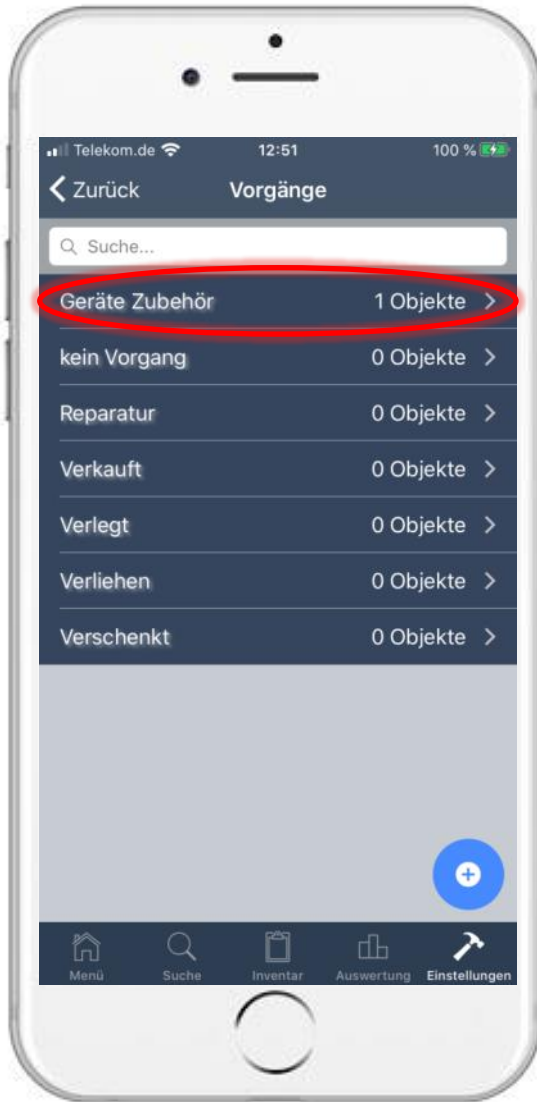 Telekom.de 12:51 100 %
Zurück Vorgänge
Suche...
Geräte Zubehör 1 Objekte
kein Vorgang 0 Objekte
Reparatur 0 Objekte
Verkauft 0 Objekte
Verlegt 0 Objekte
Verliehen 0 Objekte
Verschenkt 0 Objekte
Menü Suche Inventar Auswertung Einstellungen